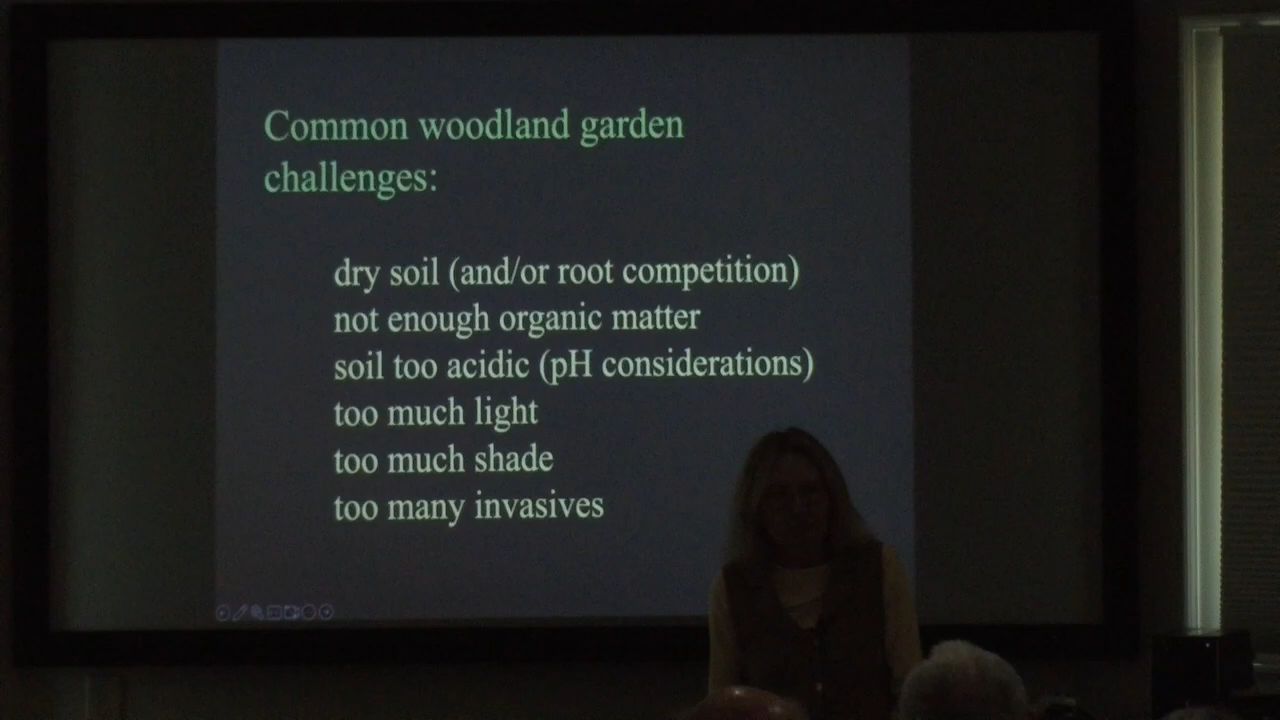 Common woodland garden
challenges:
dry soil (and/or root competition)
not enough organic matter
soil too acidic (pH considerations)
too much light
too much shade
too many invasives